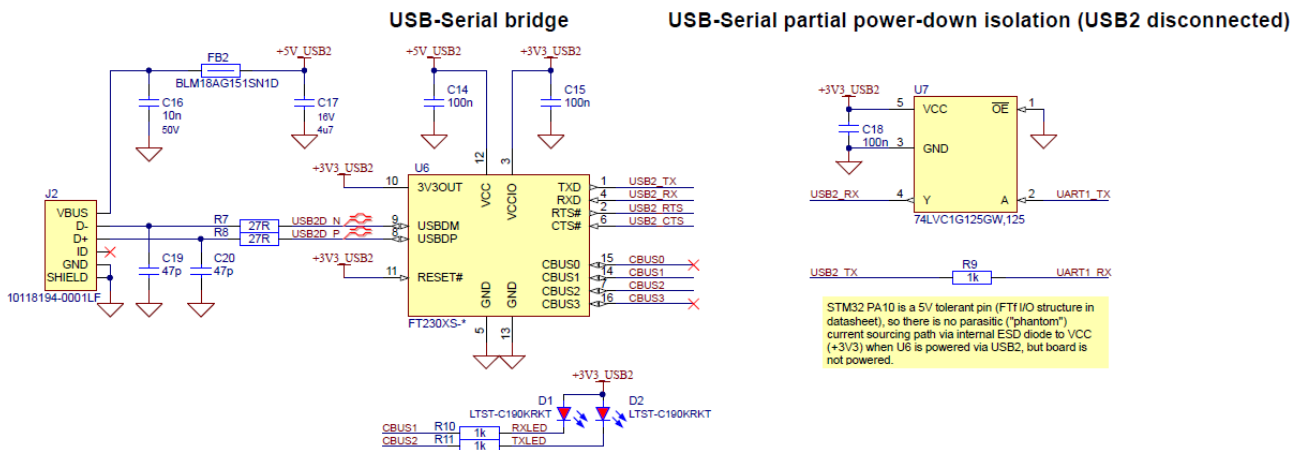 USB-Serial bridge
USB-Serial partial power-down isolation (USB2 disconnected)
+5V_USB2
FB2
BLM18AG151SN1D
C16
10n
50V
C17
16V
4u7
+5V_USB2
C14
100n
+3V3_USB2
C15
100n
J2
VBUS
D-
D+
ID
GND
SHIELD
10118194-0001LF
R7
27R
USB2D_N
R8
27R
USB2D_P
C19
47p
C20
47p
+3V3_USB2
+3V3_USB2
U6
12
3
10
3V3OUT
VCC
VCCIO
9
USBDM
8
USBDP
11
RESET#
GND
GND
5
13
TXD
1
USB2_TX
RXD
4
USB2_RX
RTS#
2
USB2_RTS
CTS#
6
USB2_CTS
CBUS0
15
CBUS0
CBUS1
14
CBUS1
CBUS2
7
CBUS2
CBUS3
16
CBUS3
FT230XS-*
+3V3_USB2
D1
LTST-C190KRKT
D2
LTST-C190KRKT
CBUS1
R10
1k
RXLED
CBUS2
R11
1k
TXLED
U7
+3V3_USB2
5
VCC
OE
1
C18
100n
3
GND
USB2_RX
4
Y
A
2
UART1_TX
74LVC1G125GW,125
USB2_TX
R9
1k
UART1_RX
STM32 PA10 is a 5V tolerant pin (FTf I/O structure in
datasheet), so there is no parasitic ("phantom")
current sourcing path via internal ESD diode to VCC
(+3V3) when U6 is powered via USB2, but board is
not powered.